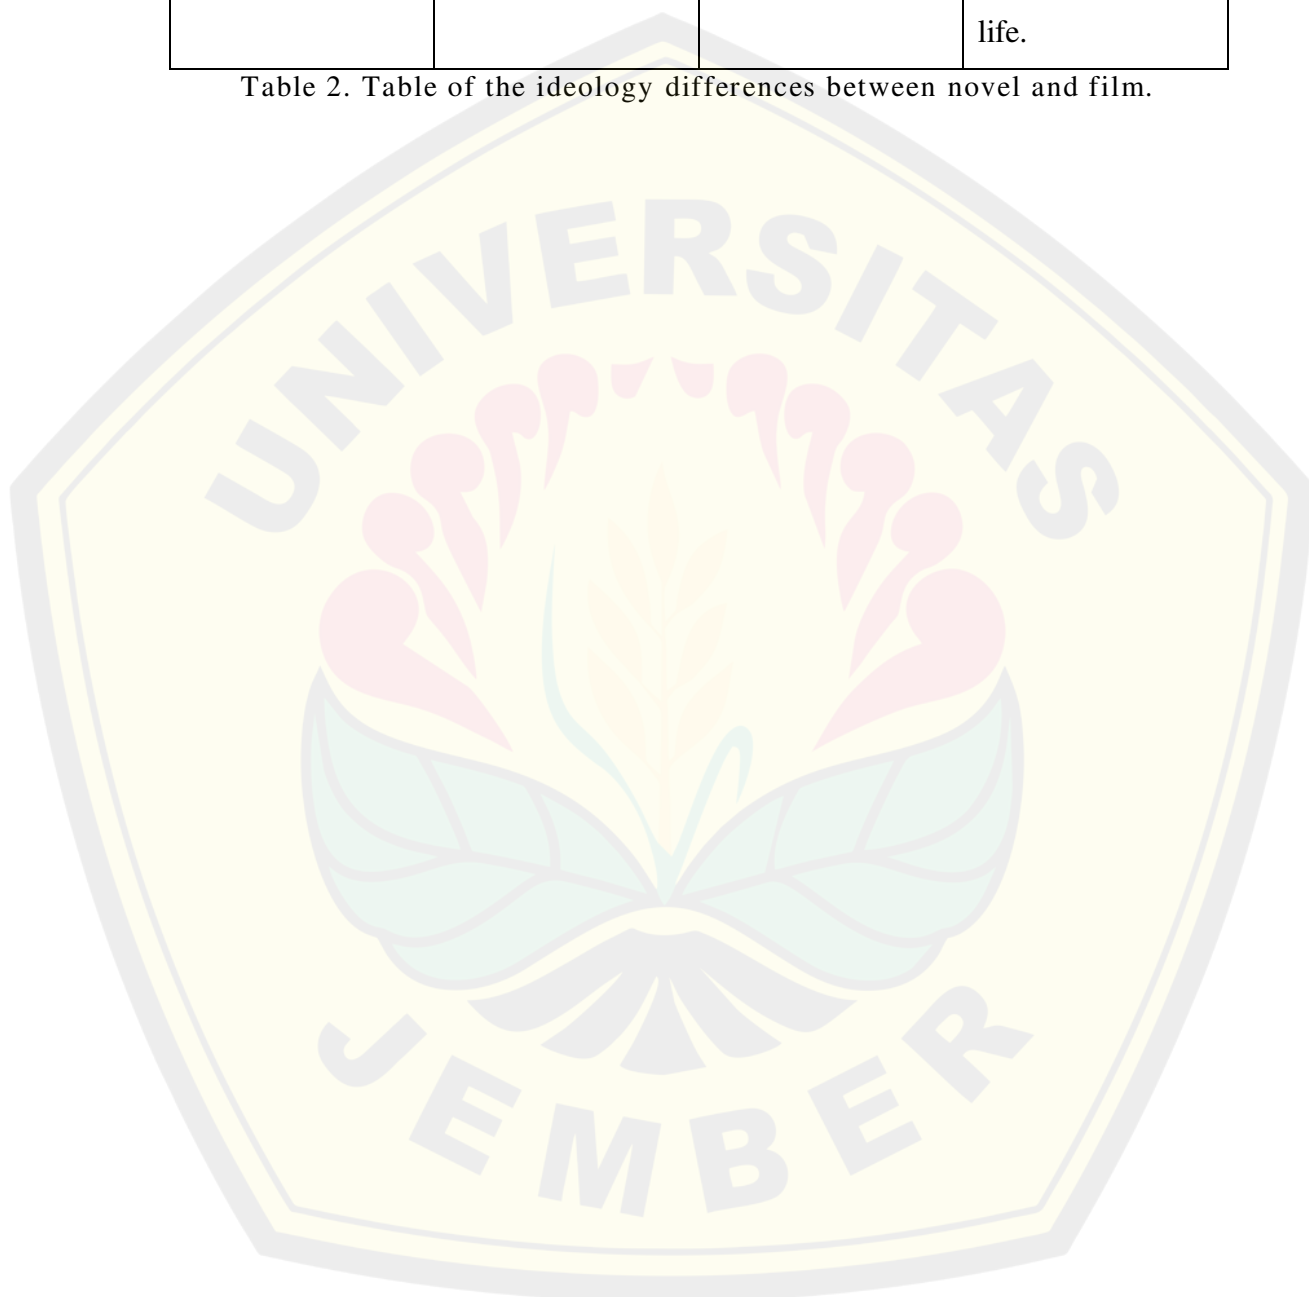 life.
Table 2. Table of the ideology differences between novel and film.
UNIVERSITAS
JEMBER